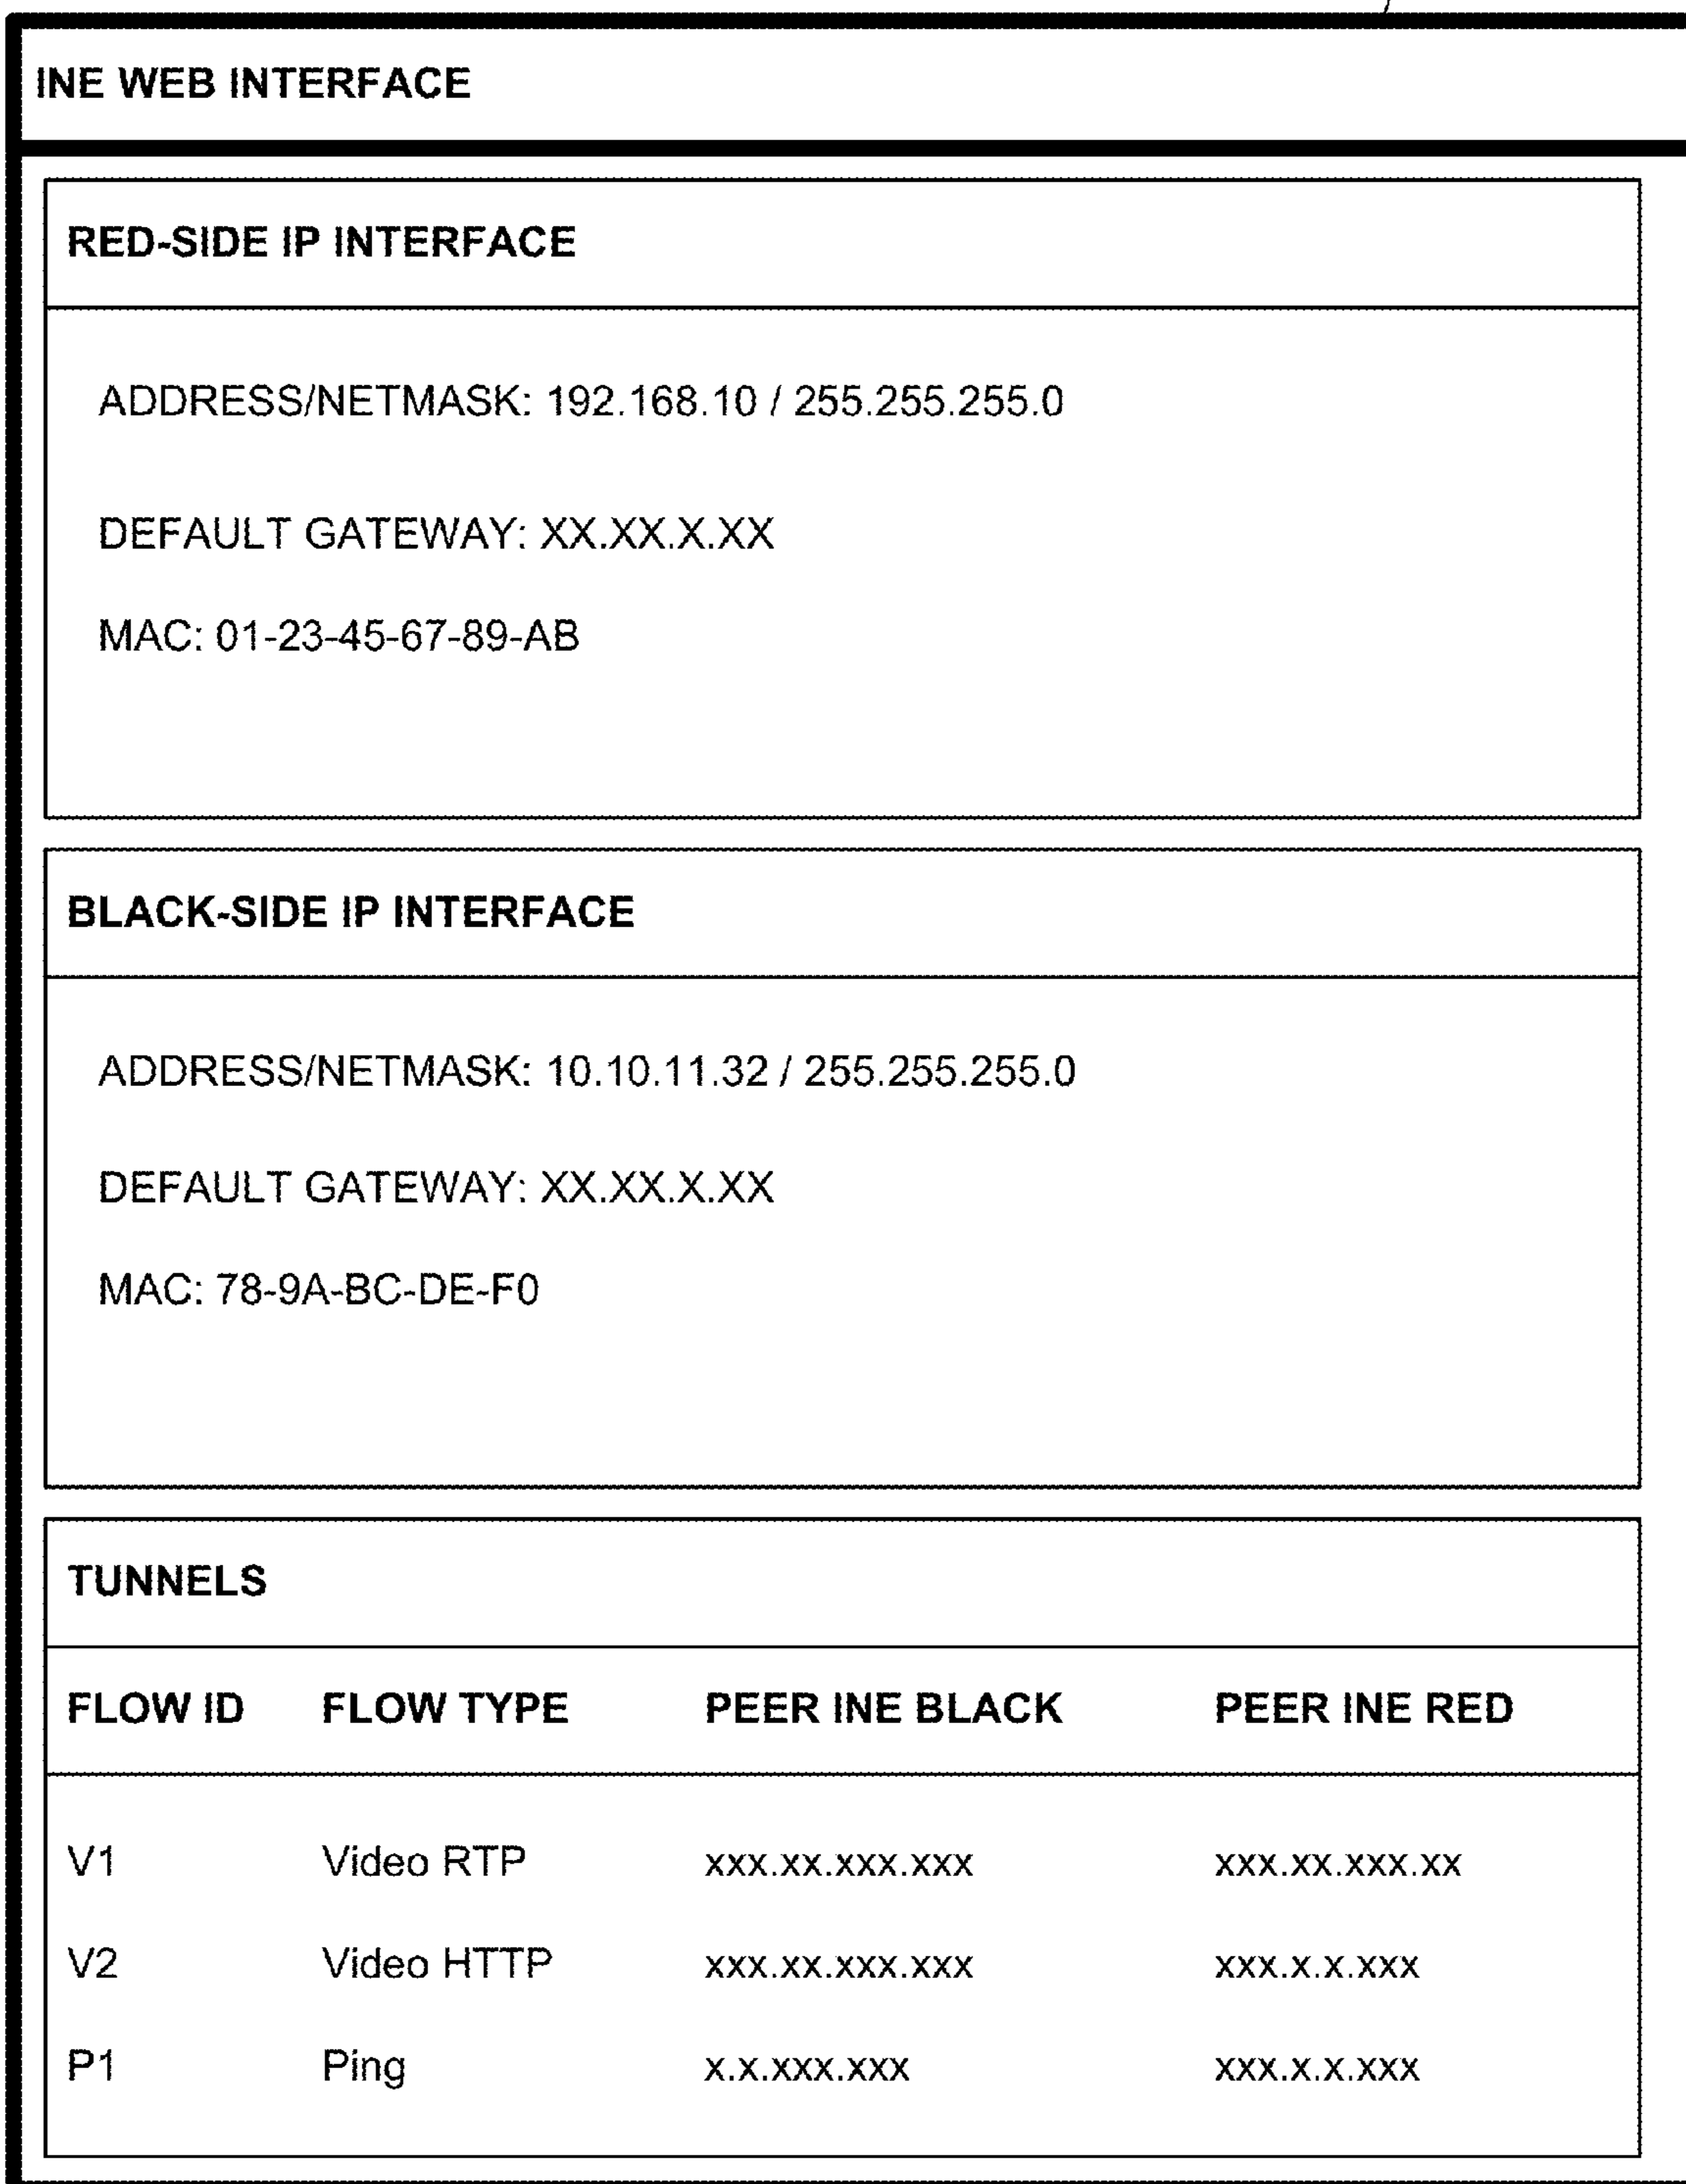 INE WEB INTERFACE
RED-SIDE IP INTERFACE
ADDRESS/NETMASK: 192.168.10 / 255.255.255.0
DEFAULT GATEWAY: XX.XX.X.XX
MAC: 01-23-45-67-89-AB
BLACK-SIDE IP INTERFACE
ADDRESS/NETMASK: 10.10.11.32 / 255.255.255.0
DEFAULT GATEWAY: XX.XX.X.XX
MAC: 78-9A-BC-DE-F0
TUNNELS
FLOW ID FLOW TYPE PEER INE BLACK PEER INE RED
V1 Video RTP xxx.xx.xxx.xxx xxx.xx.xxx.xx
V2 Video HTTP xxx.xx.xxx.xxx xxx.x.x.xxx
P1 Ping x.x.xxx.xxx xxx.x.x.xxx